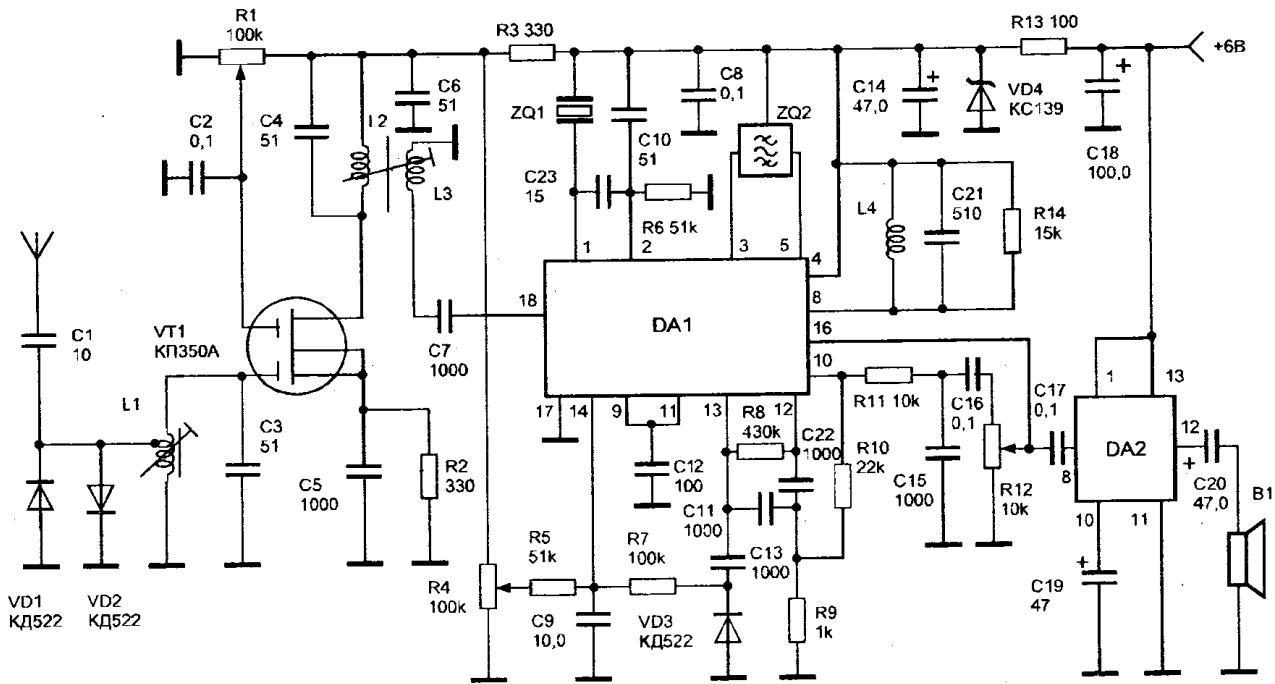 R1
100k
R3 330
R13 100
+6В
C2
0,1
C4
51
L2
C6
51
L3
ZQ1
C10
51
C8
0,1
ZQ2
C14
47,0
VD4
КС139
C18
100,0
C23
15
R6 51k
L4
C21
510
R14
15k
1
2
3
5
4
8
16
10
18
DA1
17
14
9
11
13
12
C1
10
VT1
КП350А
L1
C3
51
C5
1000
R2
330
C7
1000
R8
430k
C22
1000
C12
100
C11
1000
C13
1000
R10
22k
R11 10k
C16
0,1
C15
1000
R12
10k
C17
0,1
1
13
8
DA2
12
10
11
C20
47,0
B1
C19
47
R4
100k
R5
51k
R7
100k
C9
10,0
VD3
КД522
R9
1k
VD1
КД522
VD2
КД522